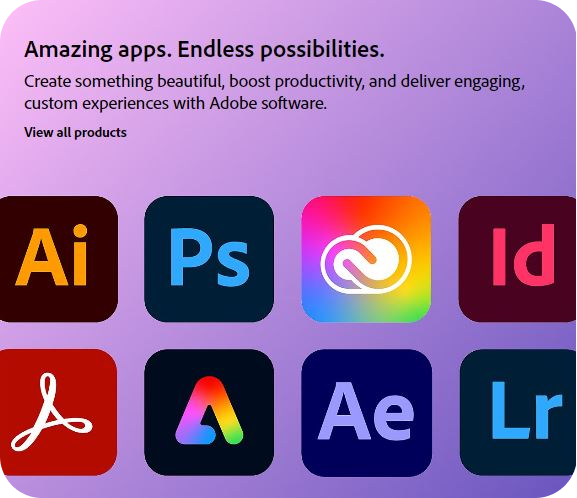 Amazing apps. Endless possibilities.
Create something beautiful, boost productivity, and deliver engaging,
custom experiences with Adobe software.
View all products
Ai Ps Id
Ae Lr